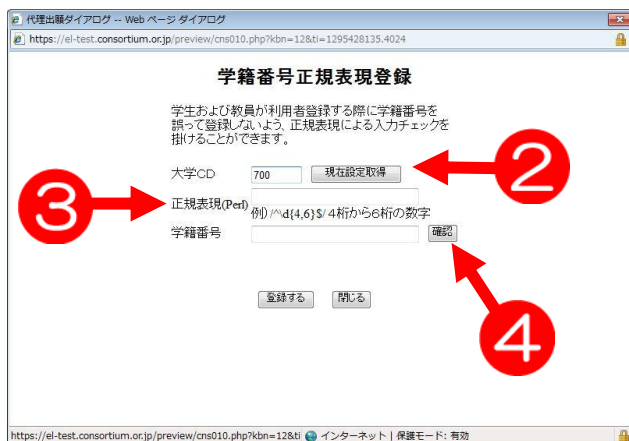 代理出願ダイアログ -- Web ページ ダイアログ
https://el-test.consortium.or.jp/preview/cns010.php?kbn=12&ti=1295428135.4024
学籍番号正規表現登録
学生および教員が利用者登録する際に学籍番号を
誤って登録しないよう、正規表現による入力チェックを
掛けることができます。
大学CD 700 現在設定取得 2
3 正規表現(Perl)
例) /^\d{4,6}$/ 4桁から6桁の数字
学籍番号 確認
登録する 閉じる 4
https://el-test.consortium.or.jp/preview/cns010.php?kbn=12&ti インターネット | 保護モード: 有効